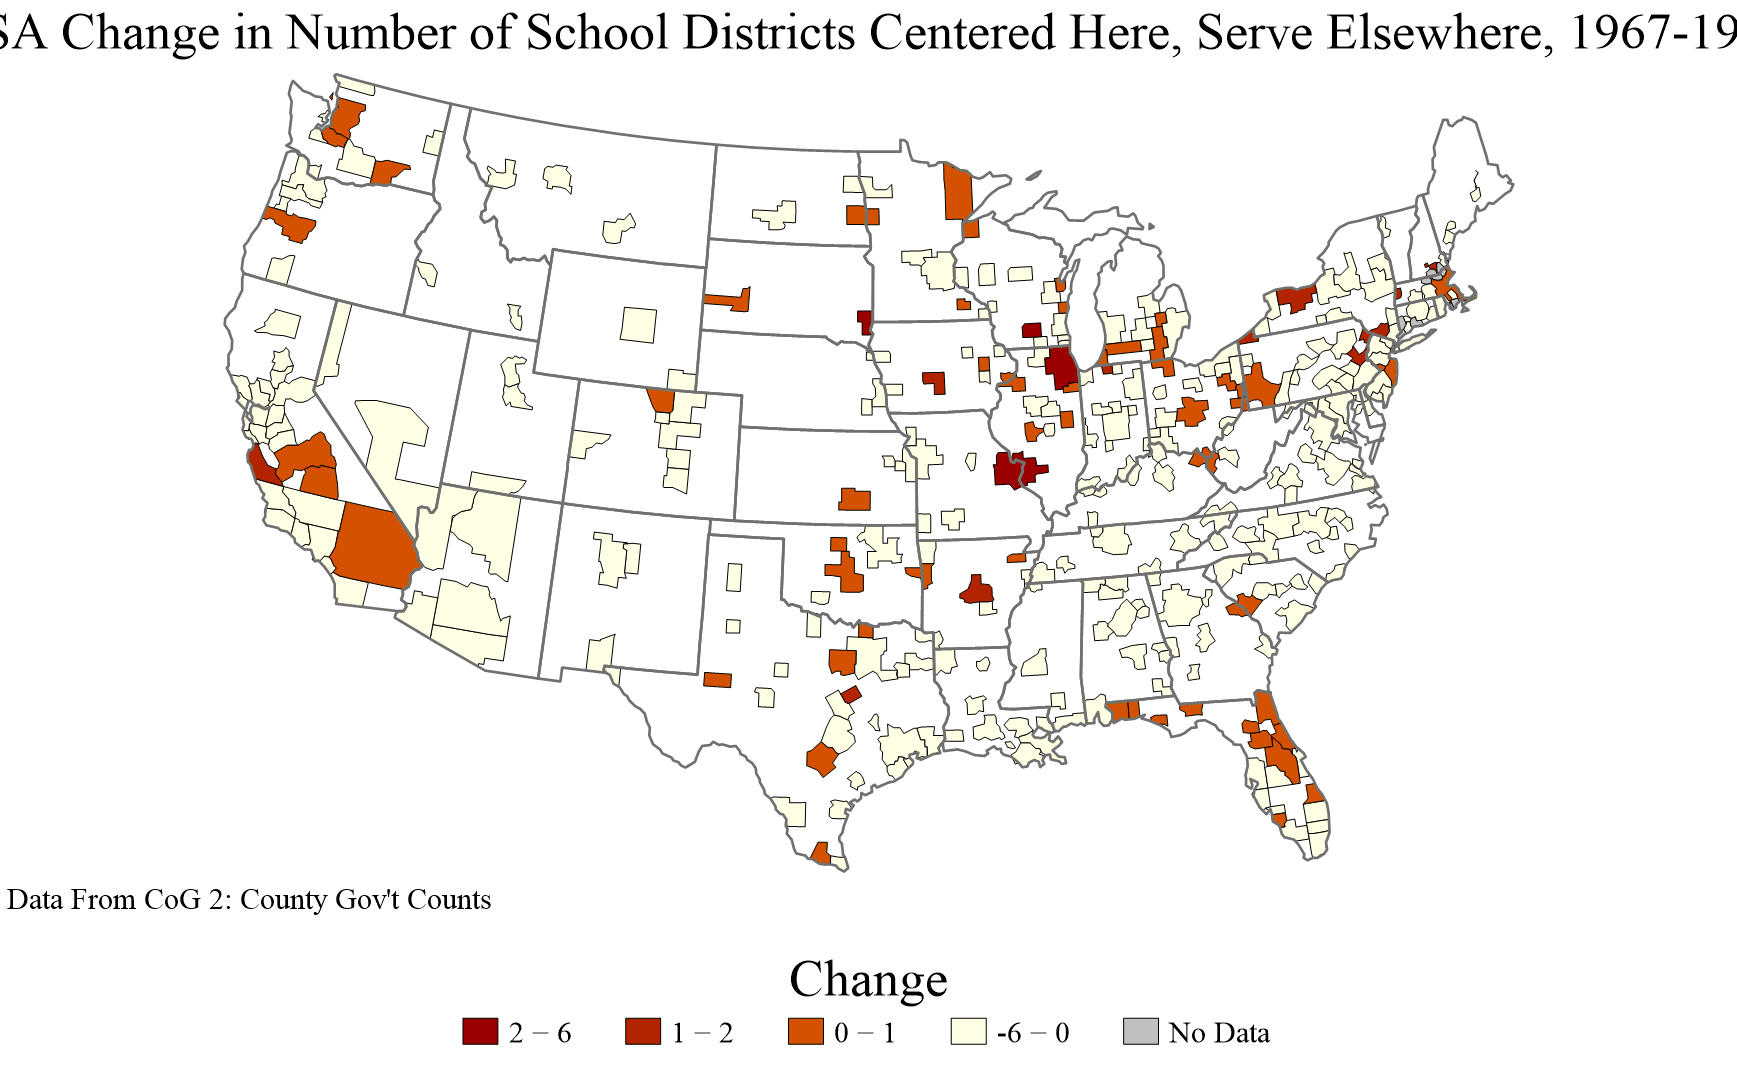 SA Change in Number of School Districts Centered Here, Serve Elsewhere, 1967-19
Data From CoG 2: County Gov't Counts
Change
2 – 6
1 – 2
0 – 1
-6 – 0
No Data